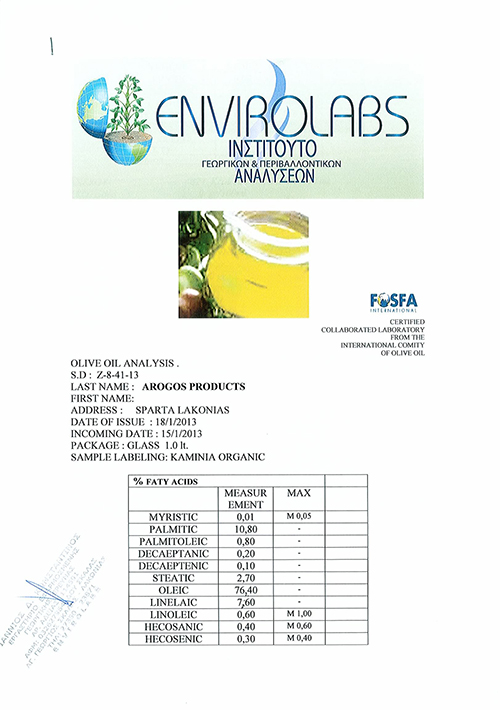 ENVIROLABS
ΙΝΣΤΙΤΟΥΤΟ
ΓΕΩΡΓΙΚΩΝ & ΠΕΡΙΒΑΛΛΟΝΤΙΚΩΝ
ΑΝΑΛΥΣΕΩΝ
FOSFA
INTERNATIONAL
CERTIFIED
COLLABORATED LABORATORY
FROM THE
INTERNATIONAL COMITY
OF OLIVE OIL
OLIVE OIL ANALYSIS .
S.D : Z-8-41-13
LAST NAME : AROGOS PRODUCTS
FIRST NAME:
ADDRESS : SPARTA LAKONIAS
DATE OF ISSUE : 18/1/2013
INCOMING DATE : 15/1/2013
PACKAGE : GLASS 1.0 lt.
SAMPLE LABELING: KAMINIA ORGANIC
% FATY ACIDS
MEASUR MAX
EMENT
MYRISTIC 0,01 M 0,05
PALMITIC 10,80 -
PALMITOLEIC 0,80 -
DECAEPTANIC 0,20 -
DECAEPTENIC 0,10 -
STEATIC 2,70 -
OLEIC 76,40 -
LINELAIC 7,60 -
LINOLEIC 0,60 M 1,00
HECOSANIC 0,40 M 0,60
HECOSENIC 0,30 M 0,40